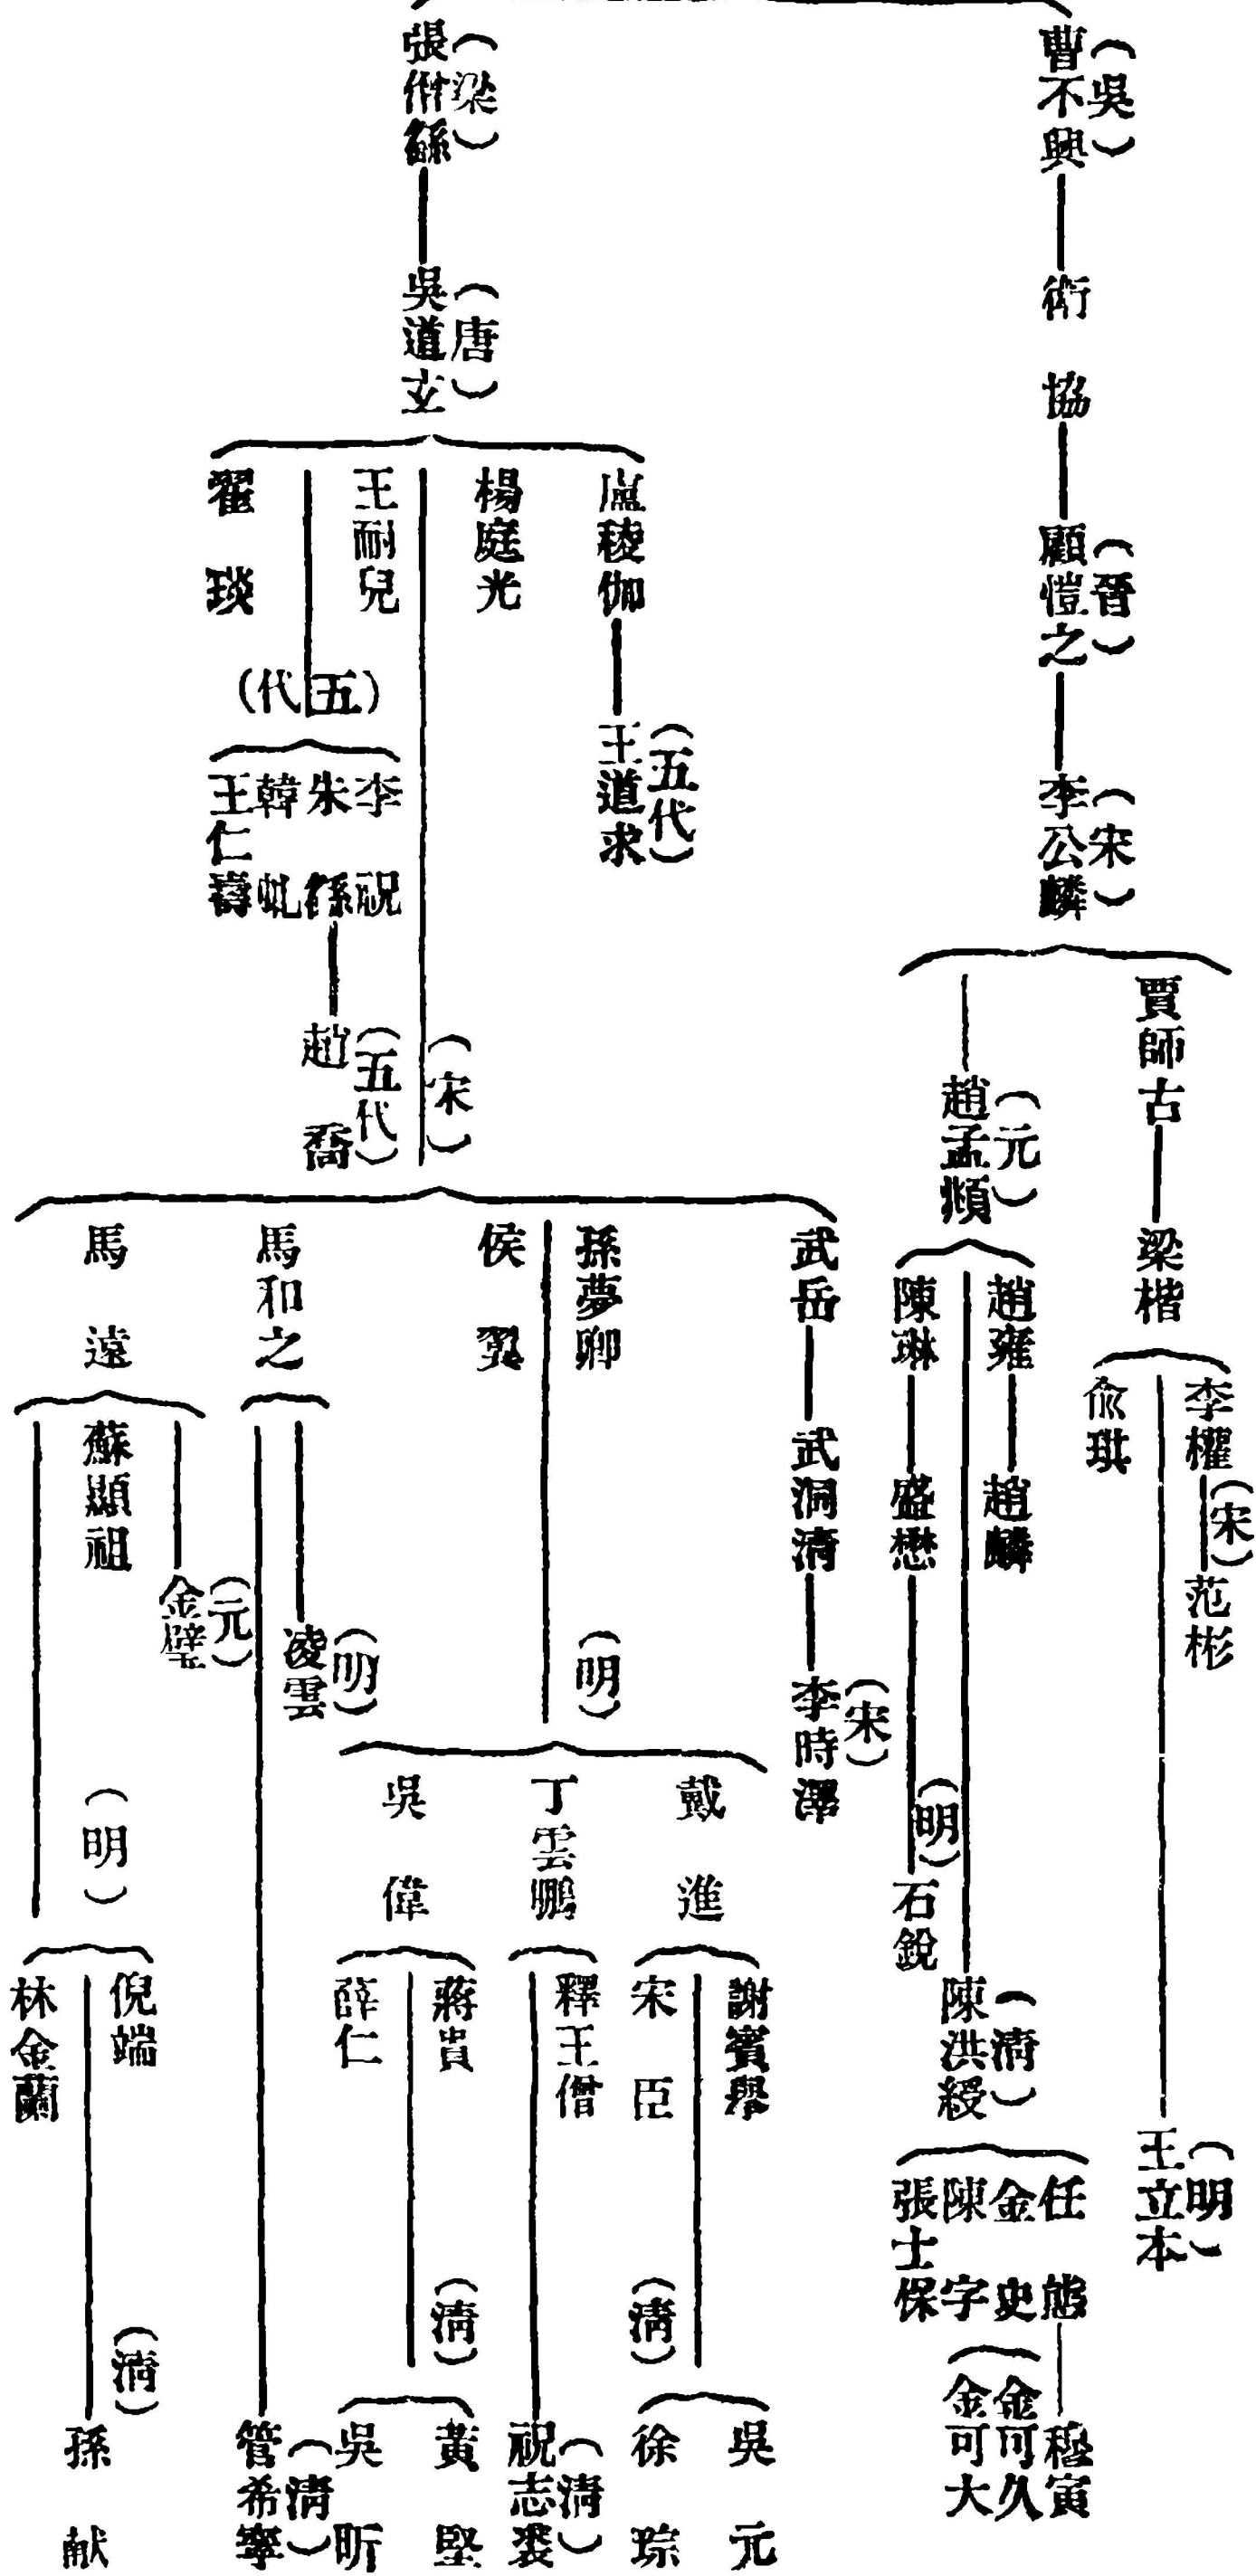 (吳)
曹不興
衛協
(晉)
顧愷之
(宋)
李公麟
賈師古
梁楷
李權
(宋)
范彬
俞珙
(明)
王立本
(元)
趙孟頫
趙雍
趙麟
陳琳
盛懋
(明)
石銳
(清)
陳洪綬
任熊
金史
陳字
張士保
穆寅
金可久
金可大
(梁)
張僧繇
(唐)
吳道玄
盧稜伽
(五代)
王道求
楊庭光
王耐兒
翟琰
(五代)
李祝
朱繇
韓虬
王仁壽
(五代)
趙喬
(宋)
武岳
武洞清
(宋)
李時澤
孫夢卿
侯翼
(明)
戴進
謝賓舉
宋臣
(清)
吳元
徐琮
丁雲鵬
釋王僧
(清)
祝志裘
吳偉
蔣貴
薛仁
(清)
黃堅
吳昕
馬和之
(明)
凌雲
(清)
管希寧
馬遠
(元)
金璧
蘇顯祖
(明)
倪端
林金蘭
(清)
孫献